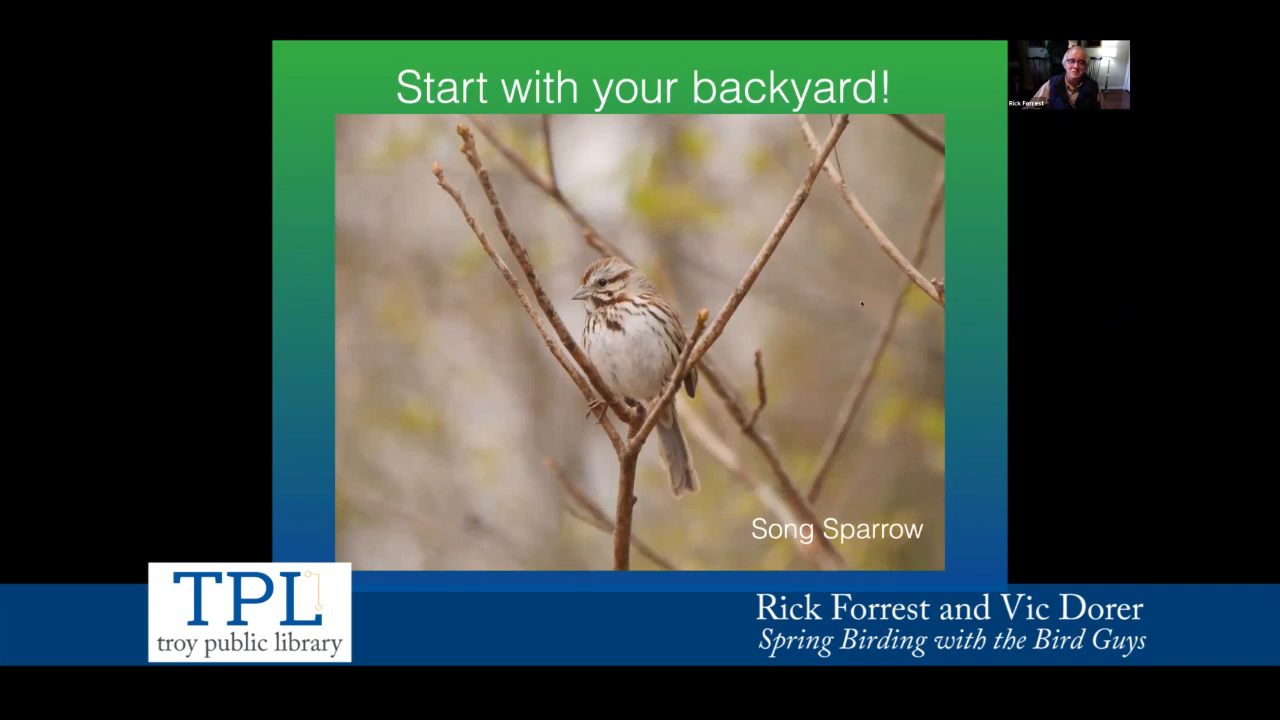 Start with your backyard!
Rick Forrest
Song Sparrow
TPL
troy public library
Rick Forrest and Vic Dorer
Spring Birding with the Bird Guys